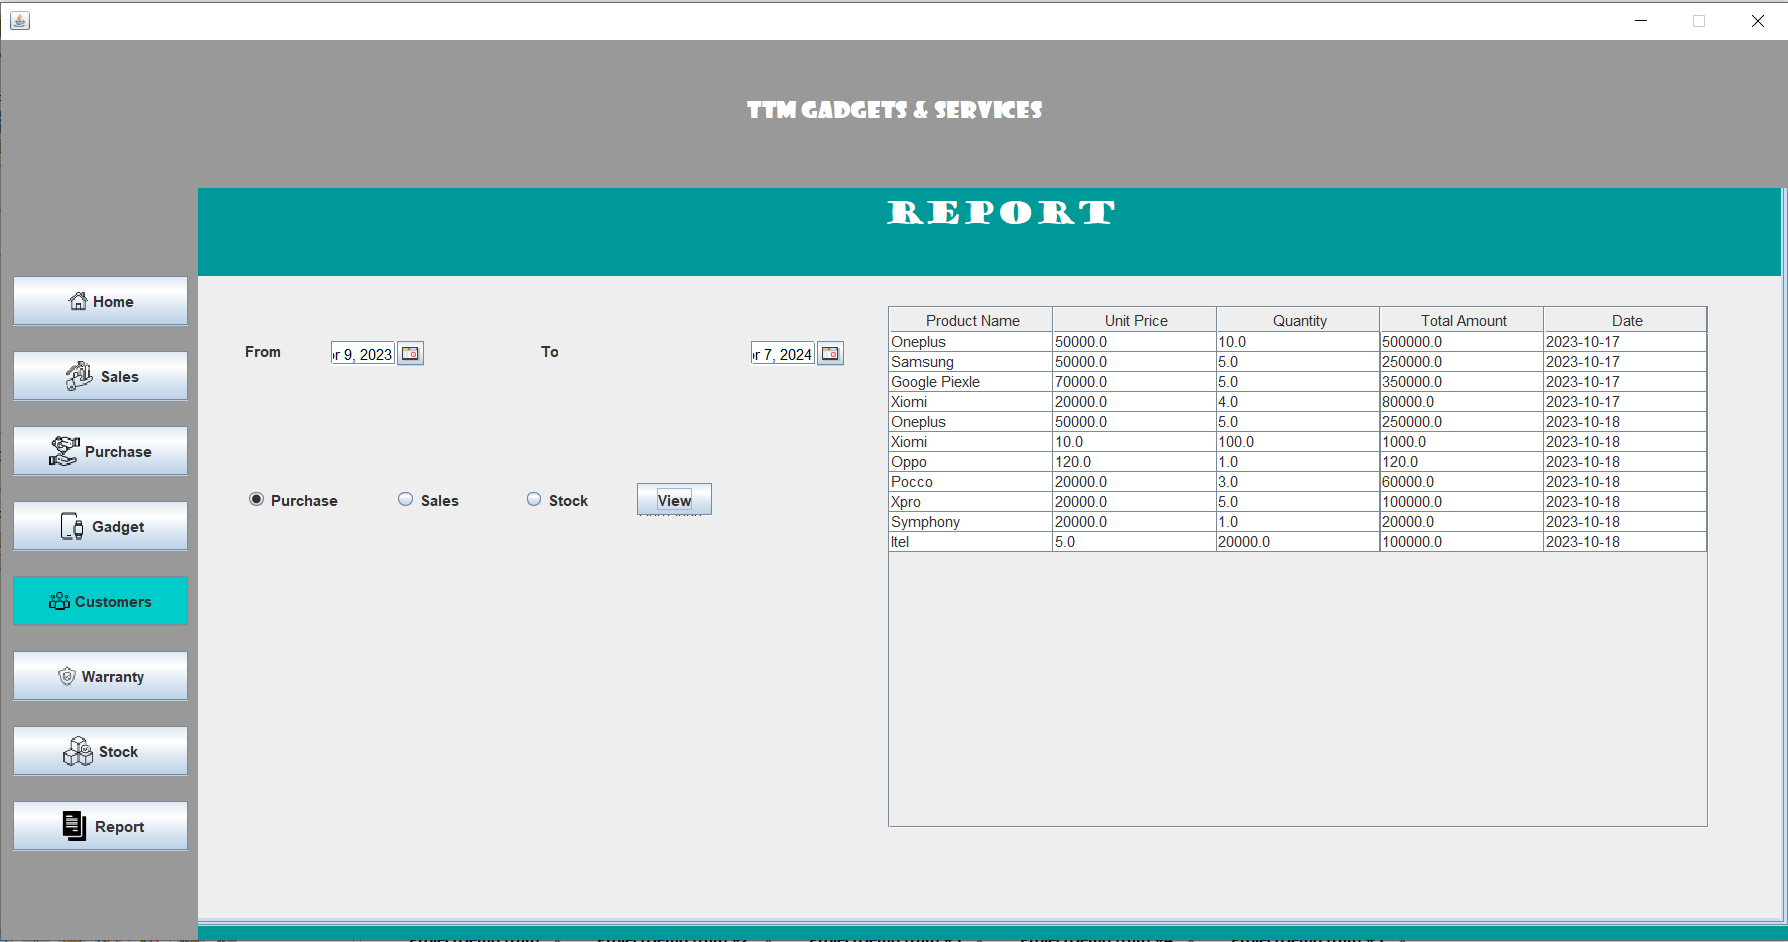 TTM GADGETS & SERVICES
REPORT
Home
Sales
Purchase
Gadget
Customers
Warranty
Stock
Report
From
r 9, 2023
To
r 7, 2024
Purchase Sales Stock View
Product Name Unit Price Quantity Total Amount Date
Oneplus 50000.0 10.0 500000.0 2023-10-17
Samsung 50000.0 5.0 250000.0 2023-10-17
Google Piexle 70000.0 5.0 350000.0 2023-10-17
Xiomi 20000.0 4.0 80000.0 2023-10-17
Oneplus 50000.0 5.0 250000.0 2023-10-18
Xiomi 10.0 100.0 1000.0 2023-10-18
Oppo 120.0 1.0 120.0 2023-10-18
Pocco 20000.0 3.0 60000.0 2023-10-18
Xpro 20000.0 5.0 100000.0 2023-10-18
Symphony 20000.0 1.0 20000.0 2023-10-18
Itel 5.0 20000.0 100000.0 2023-10-18